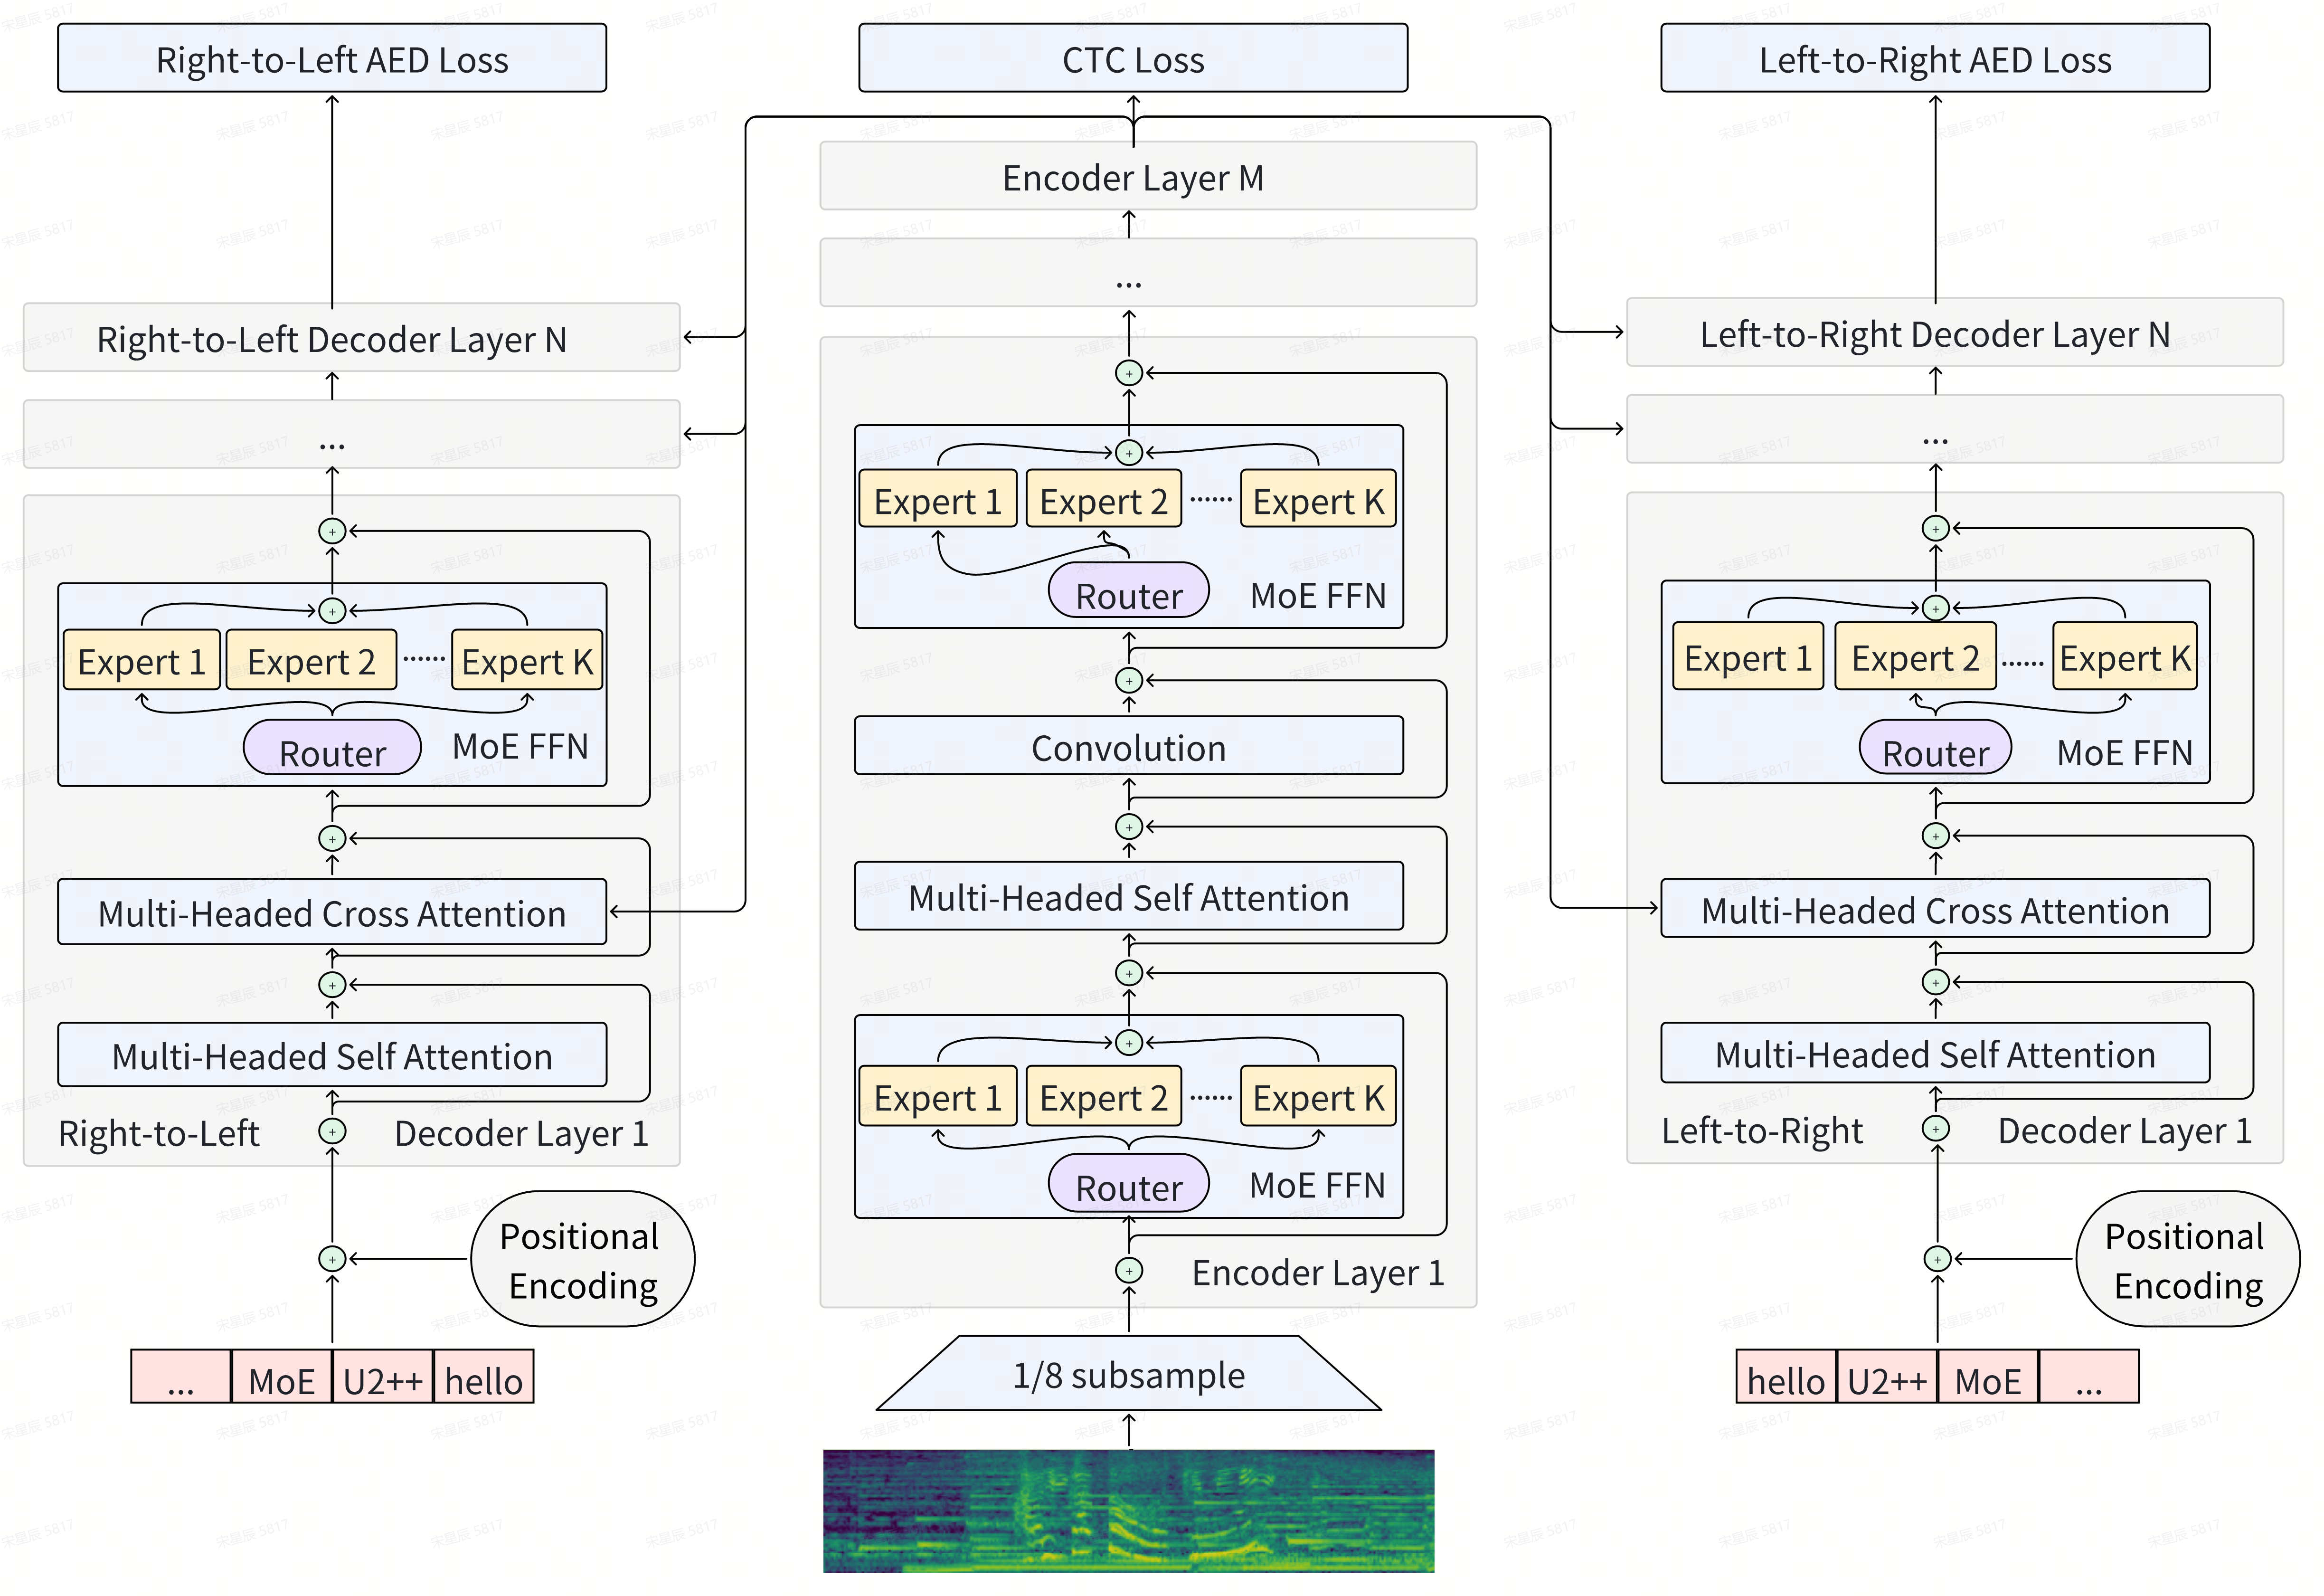 Right-to-Left AED Loss
CTC Loss
Left-to-Right AED Loss
Encoder Layer M
...
Right-to-Left Decoder Layer N
...
Expert 1
Expert 2
......
Expert K
Router
MoE FFN
Multi-Headed Cross Attention
Multi-Headed Self Attention
Right-to-Left
Decoder Layer 1
Positional
Encoding
...
MoE
U2++
hello
Expert 1
Expert 2
......
Expert K
Router
MoE FFN
Convolution
Multi-Headed Self Attention
Expert 1
Expert 2
......
Expert K
Router
MoE FFN
Encoder Layer 1
1/8 subsample
Left-to-Right Decoder Layer N
...
Expert 1
Expert 2
......
Expert K
Router
MoE FFN
Multi-Headed Cross Attention
Multi-Headed Self Attention
Left-to-Right
Decoder Layer 1
Positional
Encoding
hello
U2++
MoE
...
宋星辰 5817